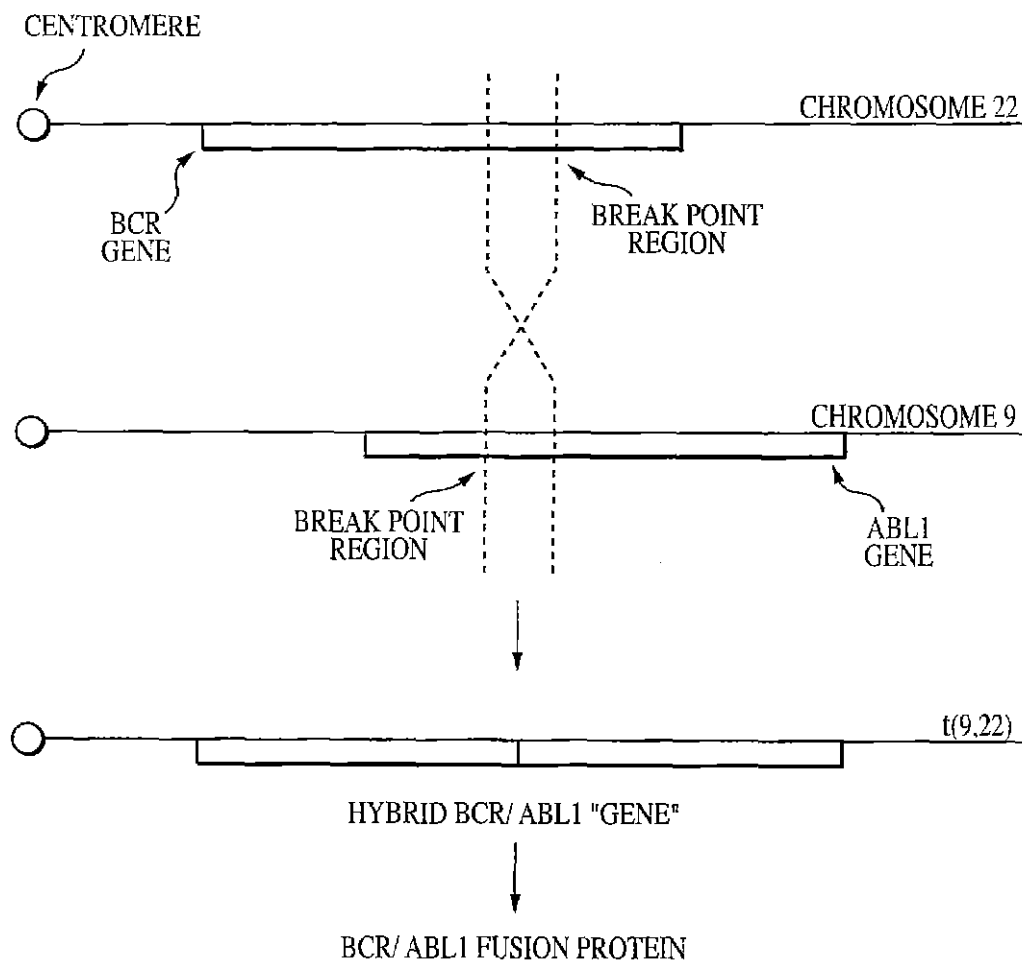 CENTROMERE
CHROMOSOME 22
BCR
GENE
BREAK POINT
REGION
CHROMOSOME 9
BREAK POINT
REGION
ABL1
GENE
t(9,22)
HYBRID BCR/ ABL1 "GENE"
BCR/ ABL1 FUSION PROTEIN